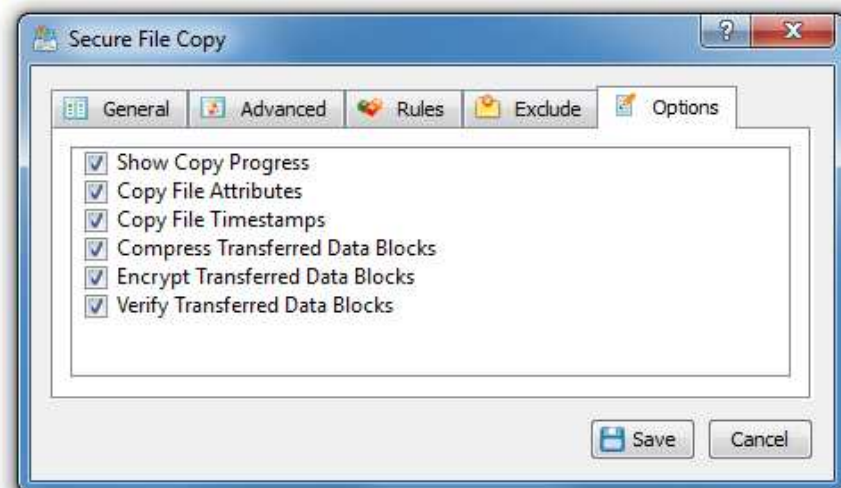 Secure File Copy
?
General Advanced Rules Exclude Options
Show Copy Progress
Copy File Attributes
Copy File Timestamps
Compress Transferred Data Blocks
Encrypt Transferred Data Blocks
Verify Transferred Data Blocks
Save Cancel